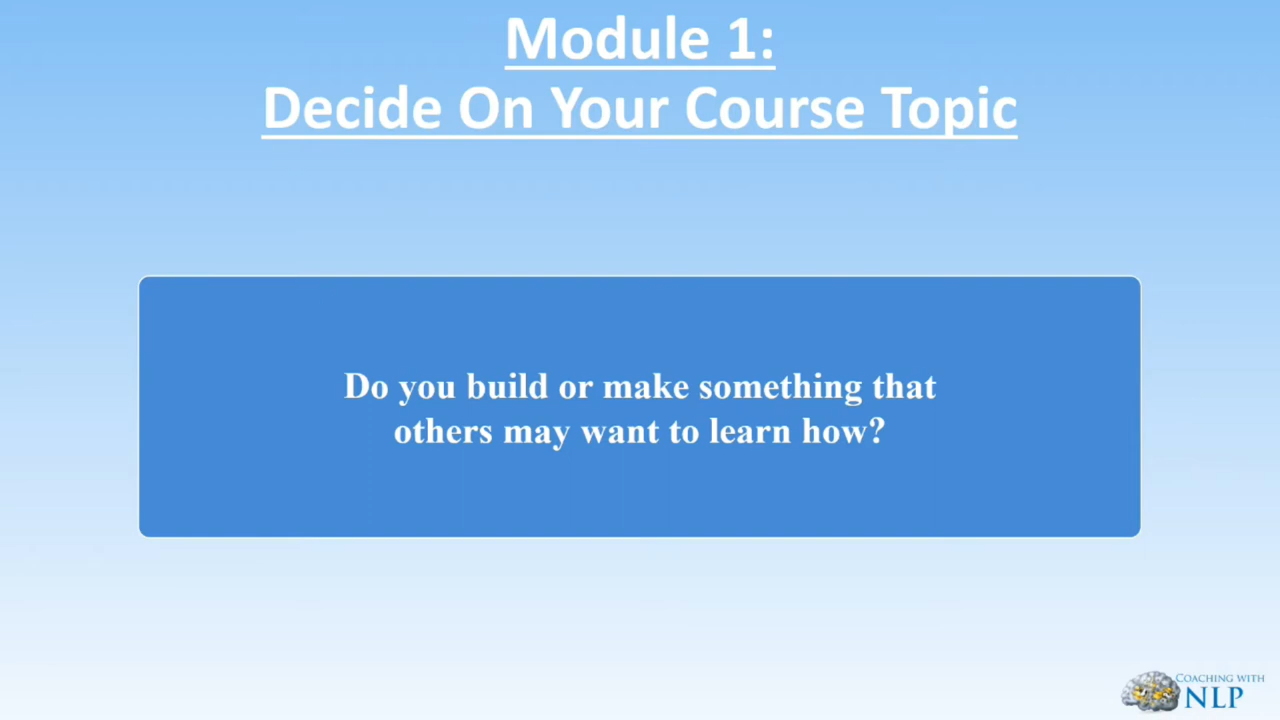 Module 1:
Decide On Your Course Topic
Do you build or make something that
others may want to learn how?
COACHING WITH
NLP